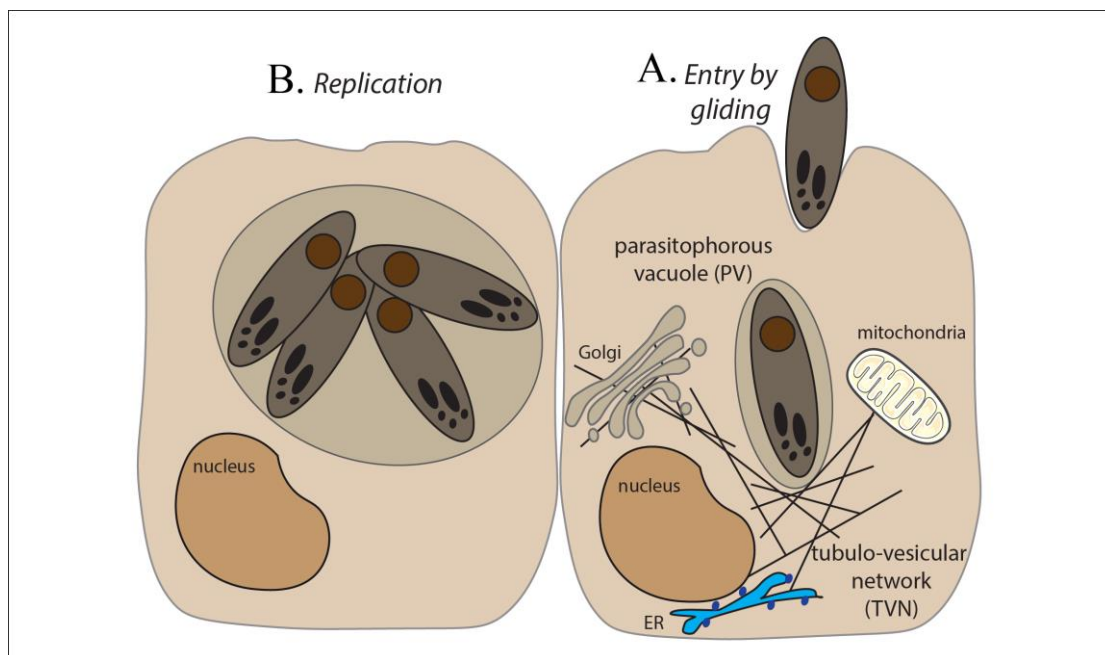 B. Replication
A. Entry by
gliding
parasitophorous
vacuole (PV)
Golgi
mitochondria
nucleus
nucleus
tubulo-vesicular
network
(TVN)
ER